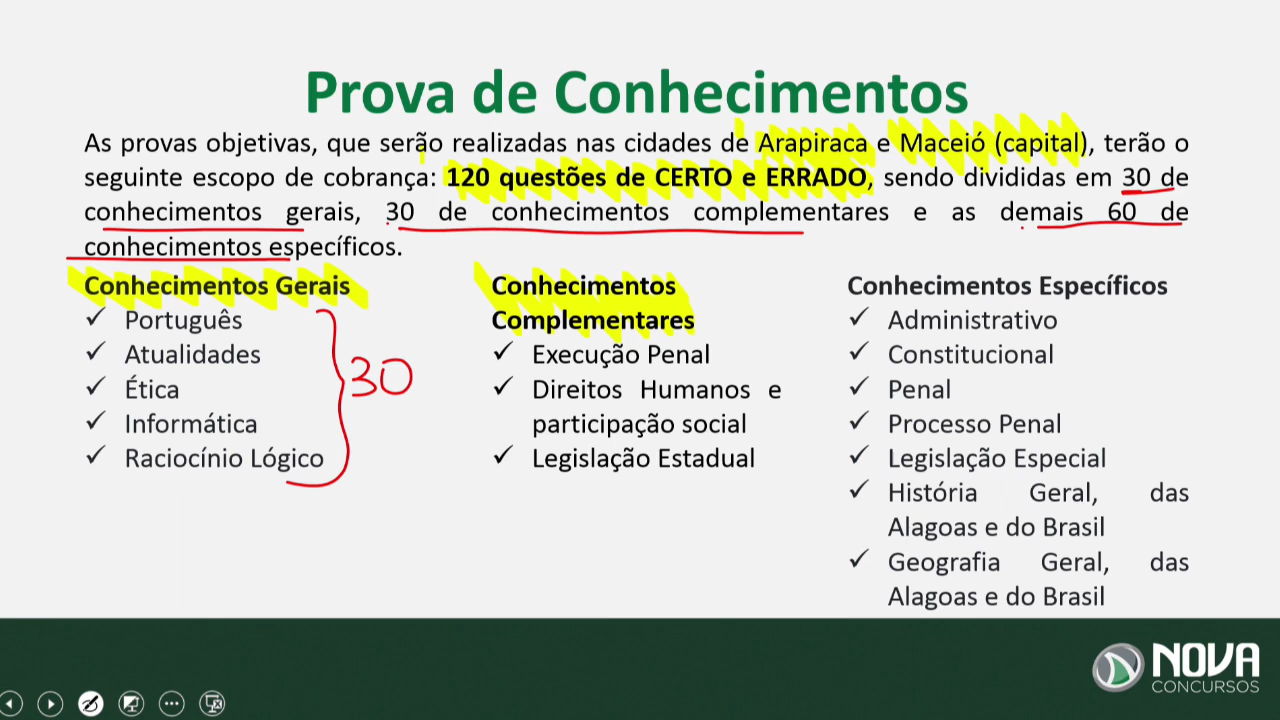 Prova de Conhecimentos
As provas objetivas, que serão realizadas nas cidades de Arapiraca e Maceió (capital), terão o
seguinte escopo de cobrança: 120 questões de CERTO e ERRADO, sendo divididas em 30 de
conhecimentos gerais, 30 de conhecimentos complementares e as demais 60 de
conhecimentos específicos.
Conhecimentos Gerais
✓ Português
✓ Atualidades
✓ Ética
✓ Informática
✓ Raciocínio Lógico
30
Conhecimentos
Complementares
✓ Execução Penal
✓ Direitos Humanos e
participação social
✓ Legislação Estadual
Conhecimentos Específicos
✓ Administrativo
✓ Constitucional
✓ Penal
✓ Processo Penal
✓ Legislação Especial
✓ História Geral, das
Alagoas e do Brasil
✓ Geografia Geral, das
Alagoas e do Brasil
NOVA
CONCURSOS